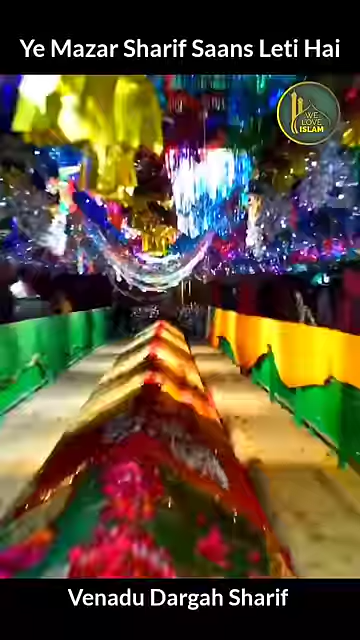 Ye Mazar Sharif Saans Leti Hai
WE
LOVE
ISLAM
Venadu Dargah Sharif